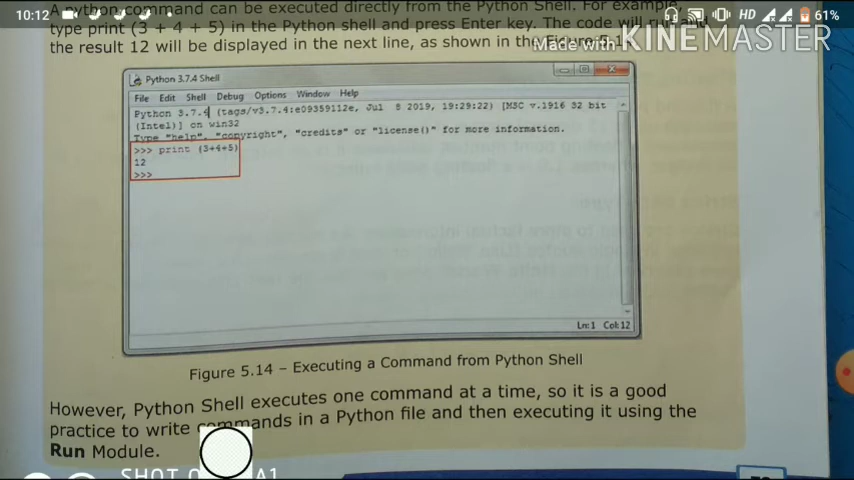 A python command can be executed directly from the Python Shell. For example,
10:12 HD 61%
type print (3 + 4 + 5) in the Python shell and press Enter key. The code will run and
the result 12 will be displayed in the next line, as shown in the Figure 5.1
Made with KINEMASTER
Python 3.7.4 Shell
File Edit Shell Debug Options Window Help
Python 3.7.4 (tags/v3.7.4:e09359112e, Jul 8 2019, 19:29:22) [MSC v.1916 32 bit
(Intel)] on win32
Type "help", "copyright", "credits" or "license()" for more information.
>>> print (3+4+5)
12
>>>
Ln:1 Col:12
Figure 5.14 – Executing a Command from Python Shell
However, Python Shell executes one command at a time, so it is a good
practice to write commands in a Python file and then executing it using the
Run Module.
SHOT O A1